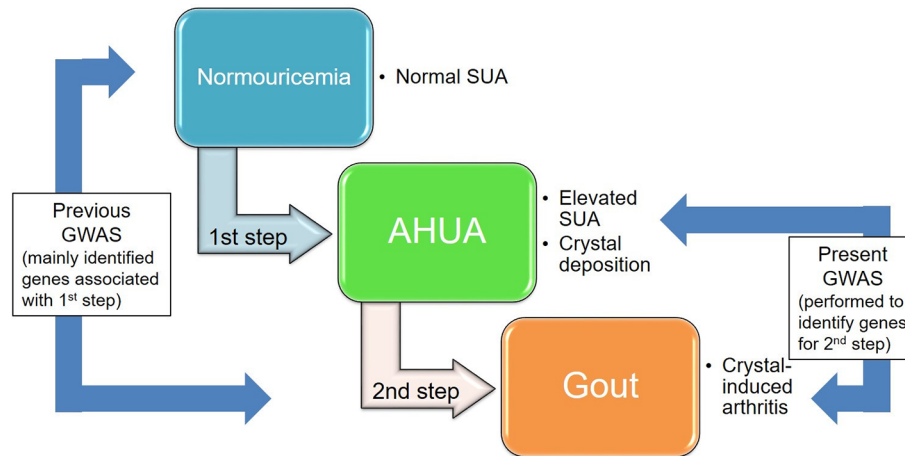 Normouricemia
• Normal SUA
Previous
GWAS
(mainly identified
genes associated
with 1st step)
1st step
AHUA
• Elevated
SUA
• Crystal
deposition
Present
GWAS
(performed to
identify genes
for 2nd step)
2nd step
Gout
• Crystal-
induced
arthritis